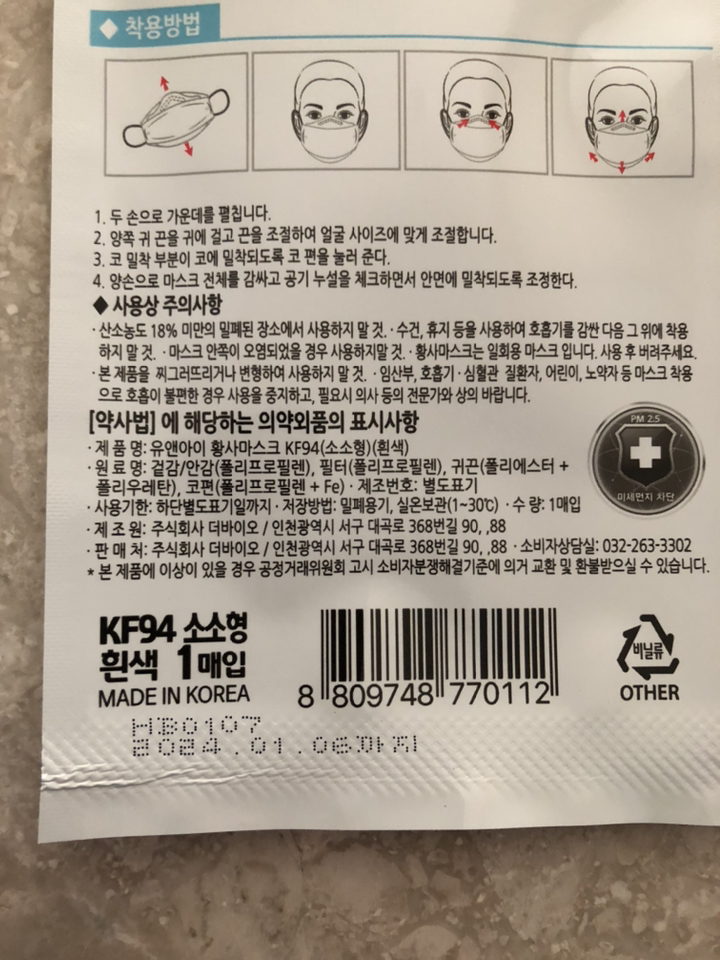 ◆ 착용방법
1. 두 손으로 가운데를 펼칩니다.
2. 양쪽 귀 끈을 귀에 걸고 끈을 조절하여 얼굴 사이즈에 맞게 조절합니다.
3. 코 밀착 부분이 코에 밀착되도록 코 편을 눌러 준다.
4. 양손으로 마스크 전체를 감싸고 공기 누설을 체크하면서 안면에 밀착되도록 조정한다.
◆ 사용상 주의사항
· 산소농도 18% 미만의 밀폐된 장소에서 사용하지 말 것. · 수건, 휴지 등을 사용하여 호흡기를 감싼 다음 그 위에 착용
하지 말 것. · 마스크 안쪽이 오염되었을 경우 사용하지말 것. · 황사마스크는 일회용 마스크 입니다. 사용 후 버려주세요.
· 본 제품을 찌그러뜨리거나 변형하여 사용하지 말 것. · 임산부, 호흡기 · 심혈관 질환자, 어린이, 노약자 등 마스크 착용
으로 호흡이 불편한 경우 사용을 중지하고, 필요시 의사 등의 전문가와 상의 바랍니다.
[약사법] 에 해당하는 의약외품의 표시사항
· 제 품 명: 유앤아이 황사마스크 KF94(소소형)(흰색)
· 원 료 명: 겉감/안감(폴리프로필렌), 필터(폴리프로필렌), 귀끈(폴리에스터 +
폴리우레탄), 코편(폴리프로필렌 + Fe) · 제조번호: 별도표기
· 사용기한: 하단별도표기일까지 · 저장방법: 밀폐용기, 실온보관(1~30℃) · 수 량: 1매입
· 제 조 원: 주식회사 더바이오 / 인천광역시 서구 대곡로 368번길 90, ,88
· 판 매 처: 주식회사 더바이오 / 인천광역시 서구 대곡로 368번길 90, ,88 · 소비자상담실: 032-263-3302
* 본 제품에 이상이 있을 경우 공정거래위원회 고시 소비자분쟁해결기준에 의거 교환 및 환불받으실 수 있습니다.
PM 2.5
미세먼지 차단
KF94 소소형
흰색 1매입
MADE IN KOREA
8 809748 770112
비닐류
OTHER
HB0107
2024.01.06까지